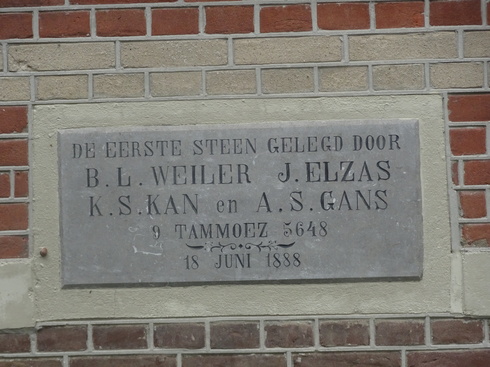 DE EERSTE STEEN GELEGD DOOR
B. L. WEILER J. ELZAS
K. S. KAN en A. S. GANS
9 TAMMOEZ 5648
18 JUNI 1888